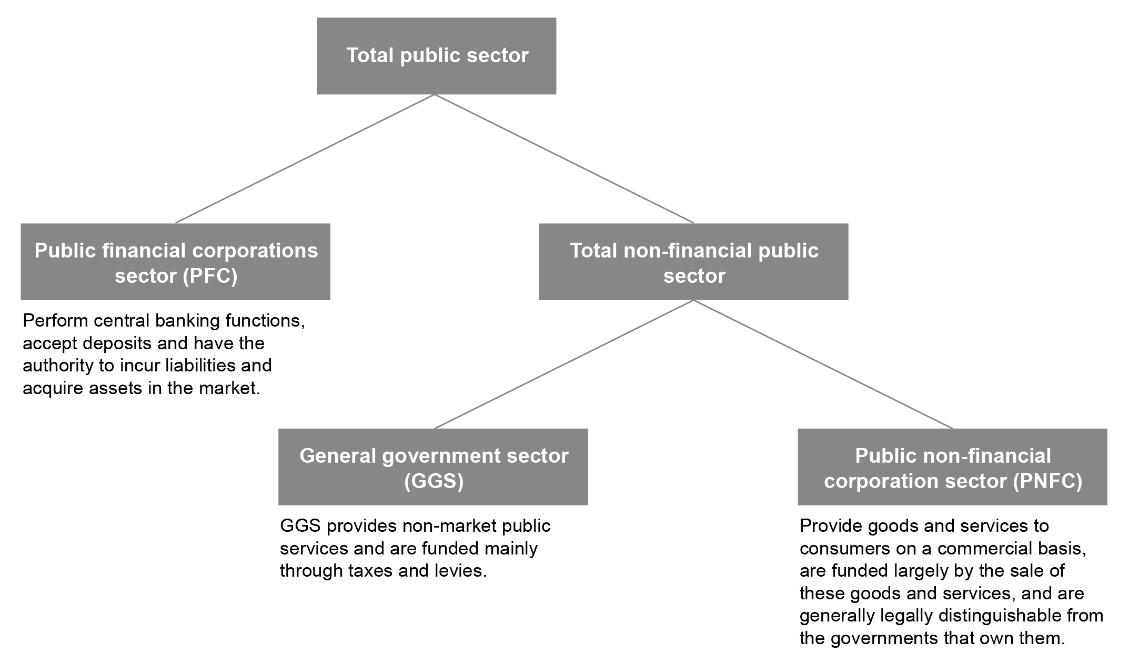 Total public sector
Public financial corporations
sector (PFC)
Perform central banking functions,
accept deposits and have the
authority to incur liabilities and
acquire assets in the market.
Total non-financial public
sector
General government sector
(GGS)
GGS provides non-market public
services and are funded mainly
through taxes and levies.
Public non-financial
corporation sector (PNFC)
Provide goods and services to
consumers on a commercial basis,
are funded largely by the sale of
these goods and services, and are
generally legally distinguishable from
the governments that own them.